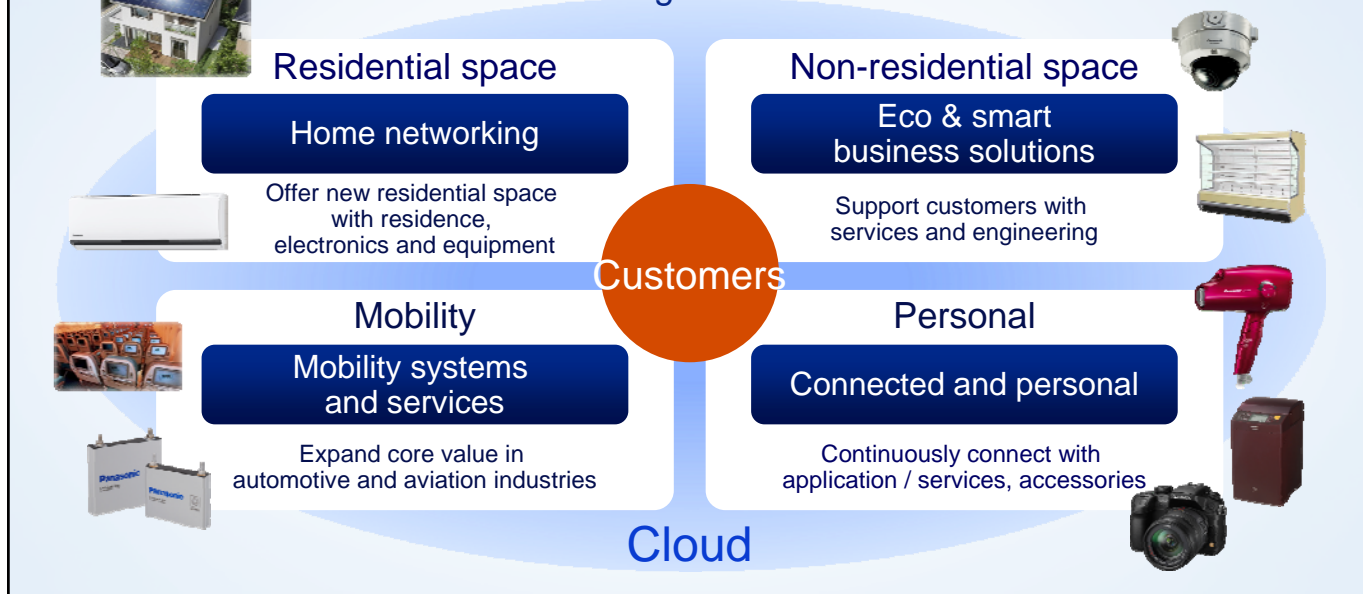 Residential space
Home networking
Offer new residential space
with residence,
electronics and equipment
Non-residential space
Eco & smart
business solutions
Support customers with
services and engineering
Customers
Mobility
Mobility systems
and services
Expand core value in
automotive and aviation industries
Personal
Connected and personal
Continuously connect with
application / services, accessories
Panasonic
Panasonic
Cloud